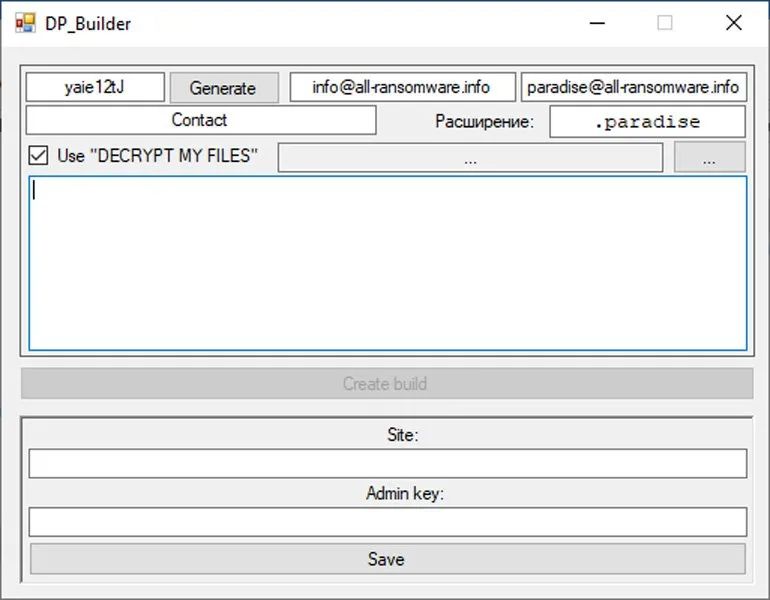 DP_Builder
yaie12tJ Generate info@all-ransomware.info paradise@all-ransomware.info
Contact Расширение: .paradise
Use "DECRYPT MY FILES" ... ...
Create build
Site:
Admin key:
Save